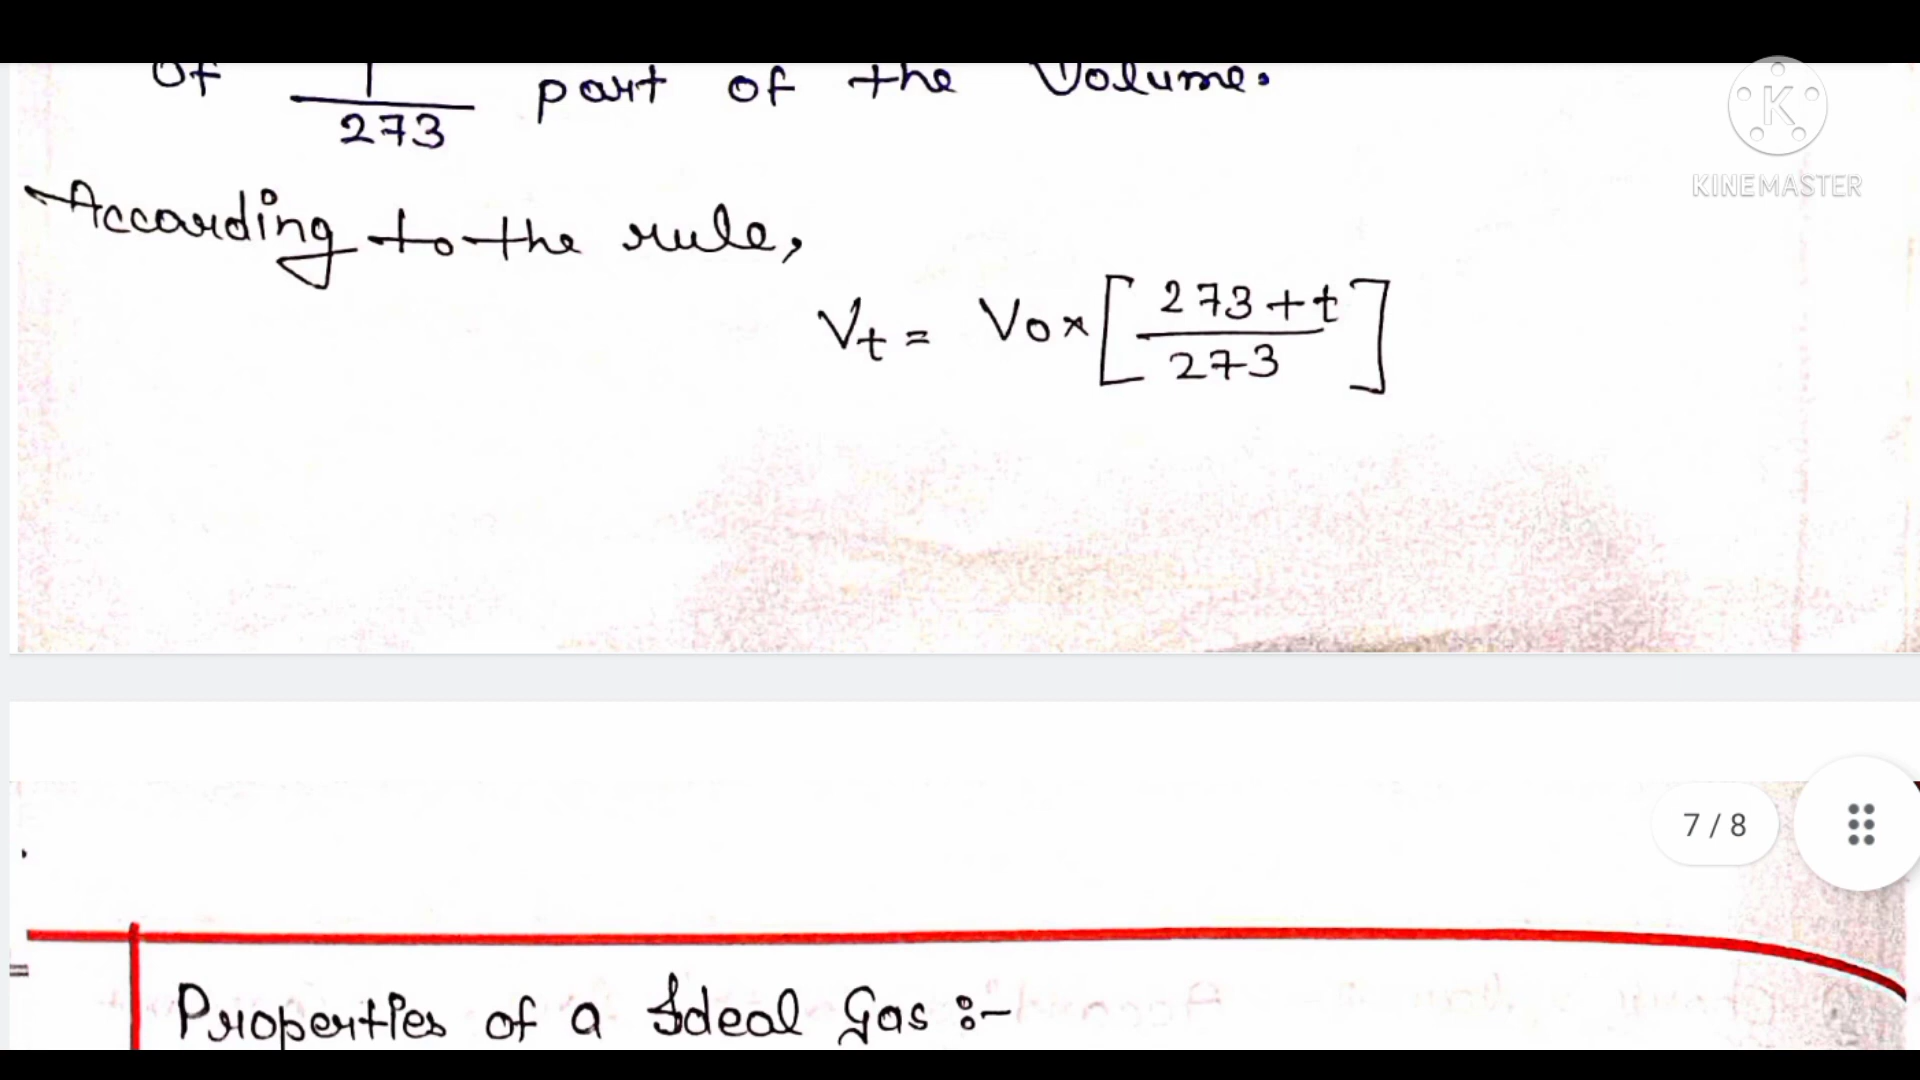 of 1/273 part of the Volume.
K
KINEMASTER
According to the rule,
Vt = Vo × [273+t/273]
7 / 8
Properties of a Ideal Gas :-